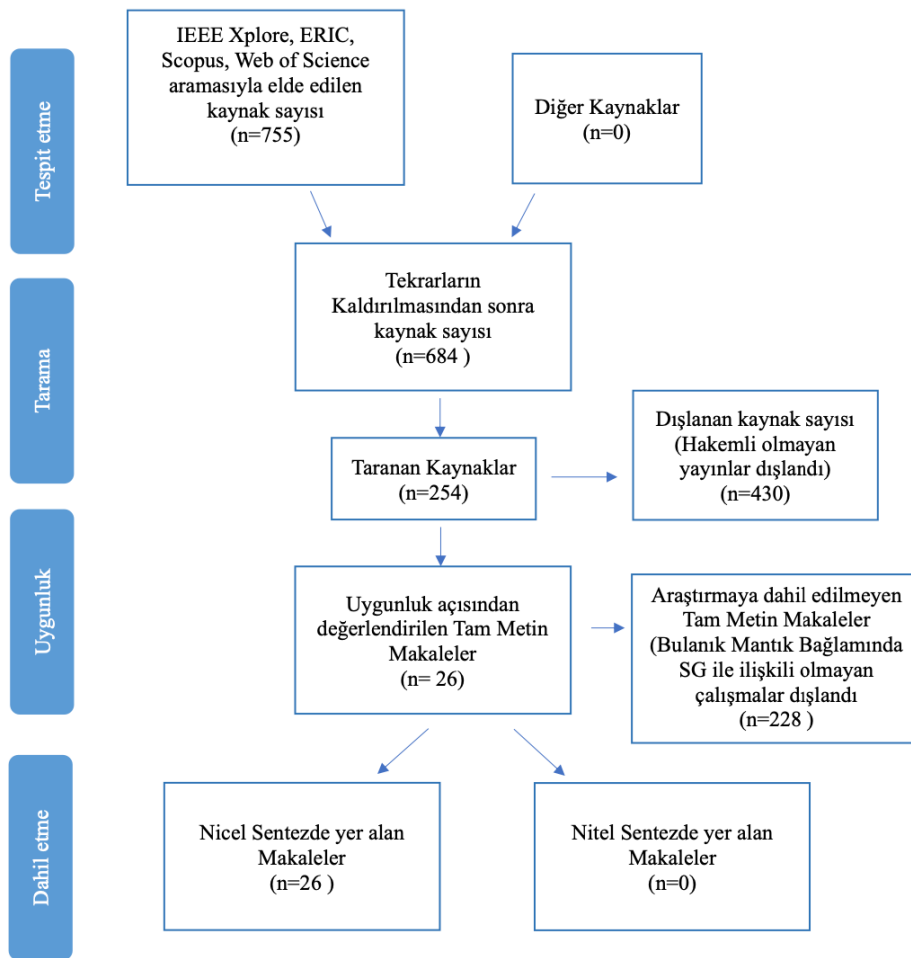 Tespit etme
IEEE Xplore, ERIC,
Scopus, Web of Science
aramasıyla elde edilen
kaynak sayısı
(n=755)
Diğer Kaynaklar
(n=0)
Tarama
Tekrarların
Kaldırılmasından sonra
kaynak sayısı
(n=684 )
Taranan Kaynaklar
(n=254)
Dışlanan kaynak sayısı
(Hakemli olmayan
yayınlar dışlandı)
(n=430)
Uygunluk
Uygunluk açısından
değerlendirilen Tam Metin
Makaleler
(n= 26)
Araştırmaya dahil edilmeyen
Tam Metin Makaleler
(Bulanık Mantık Bağlamında
SG ile ilişkili olmayan
çalışmalar dışlandı
(n=228 )
Dahil etme
Nicel Sentezde yer alan
Makaleler
(n=26 )
Nitel Sentezde yer alan
Makaleler
(n=0)